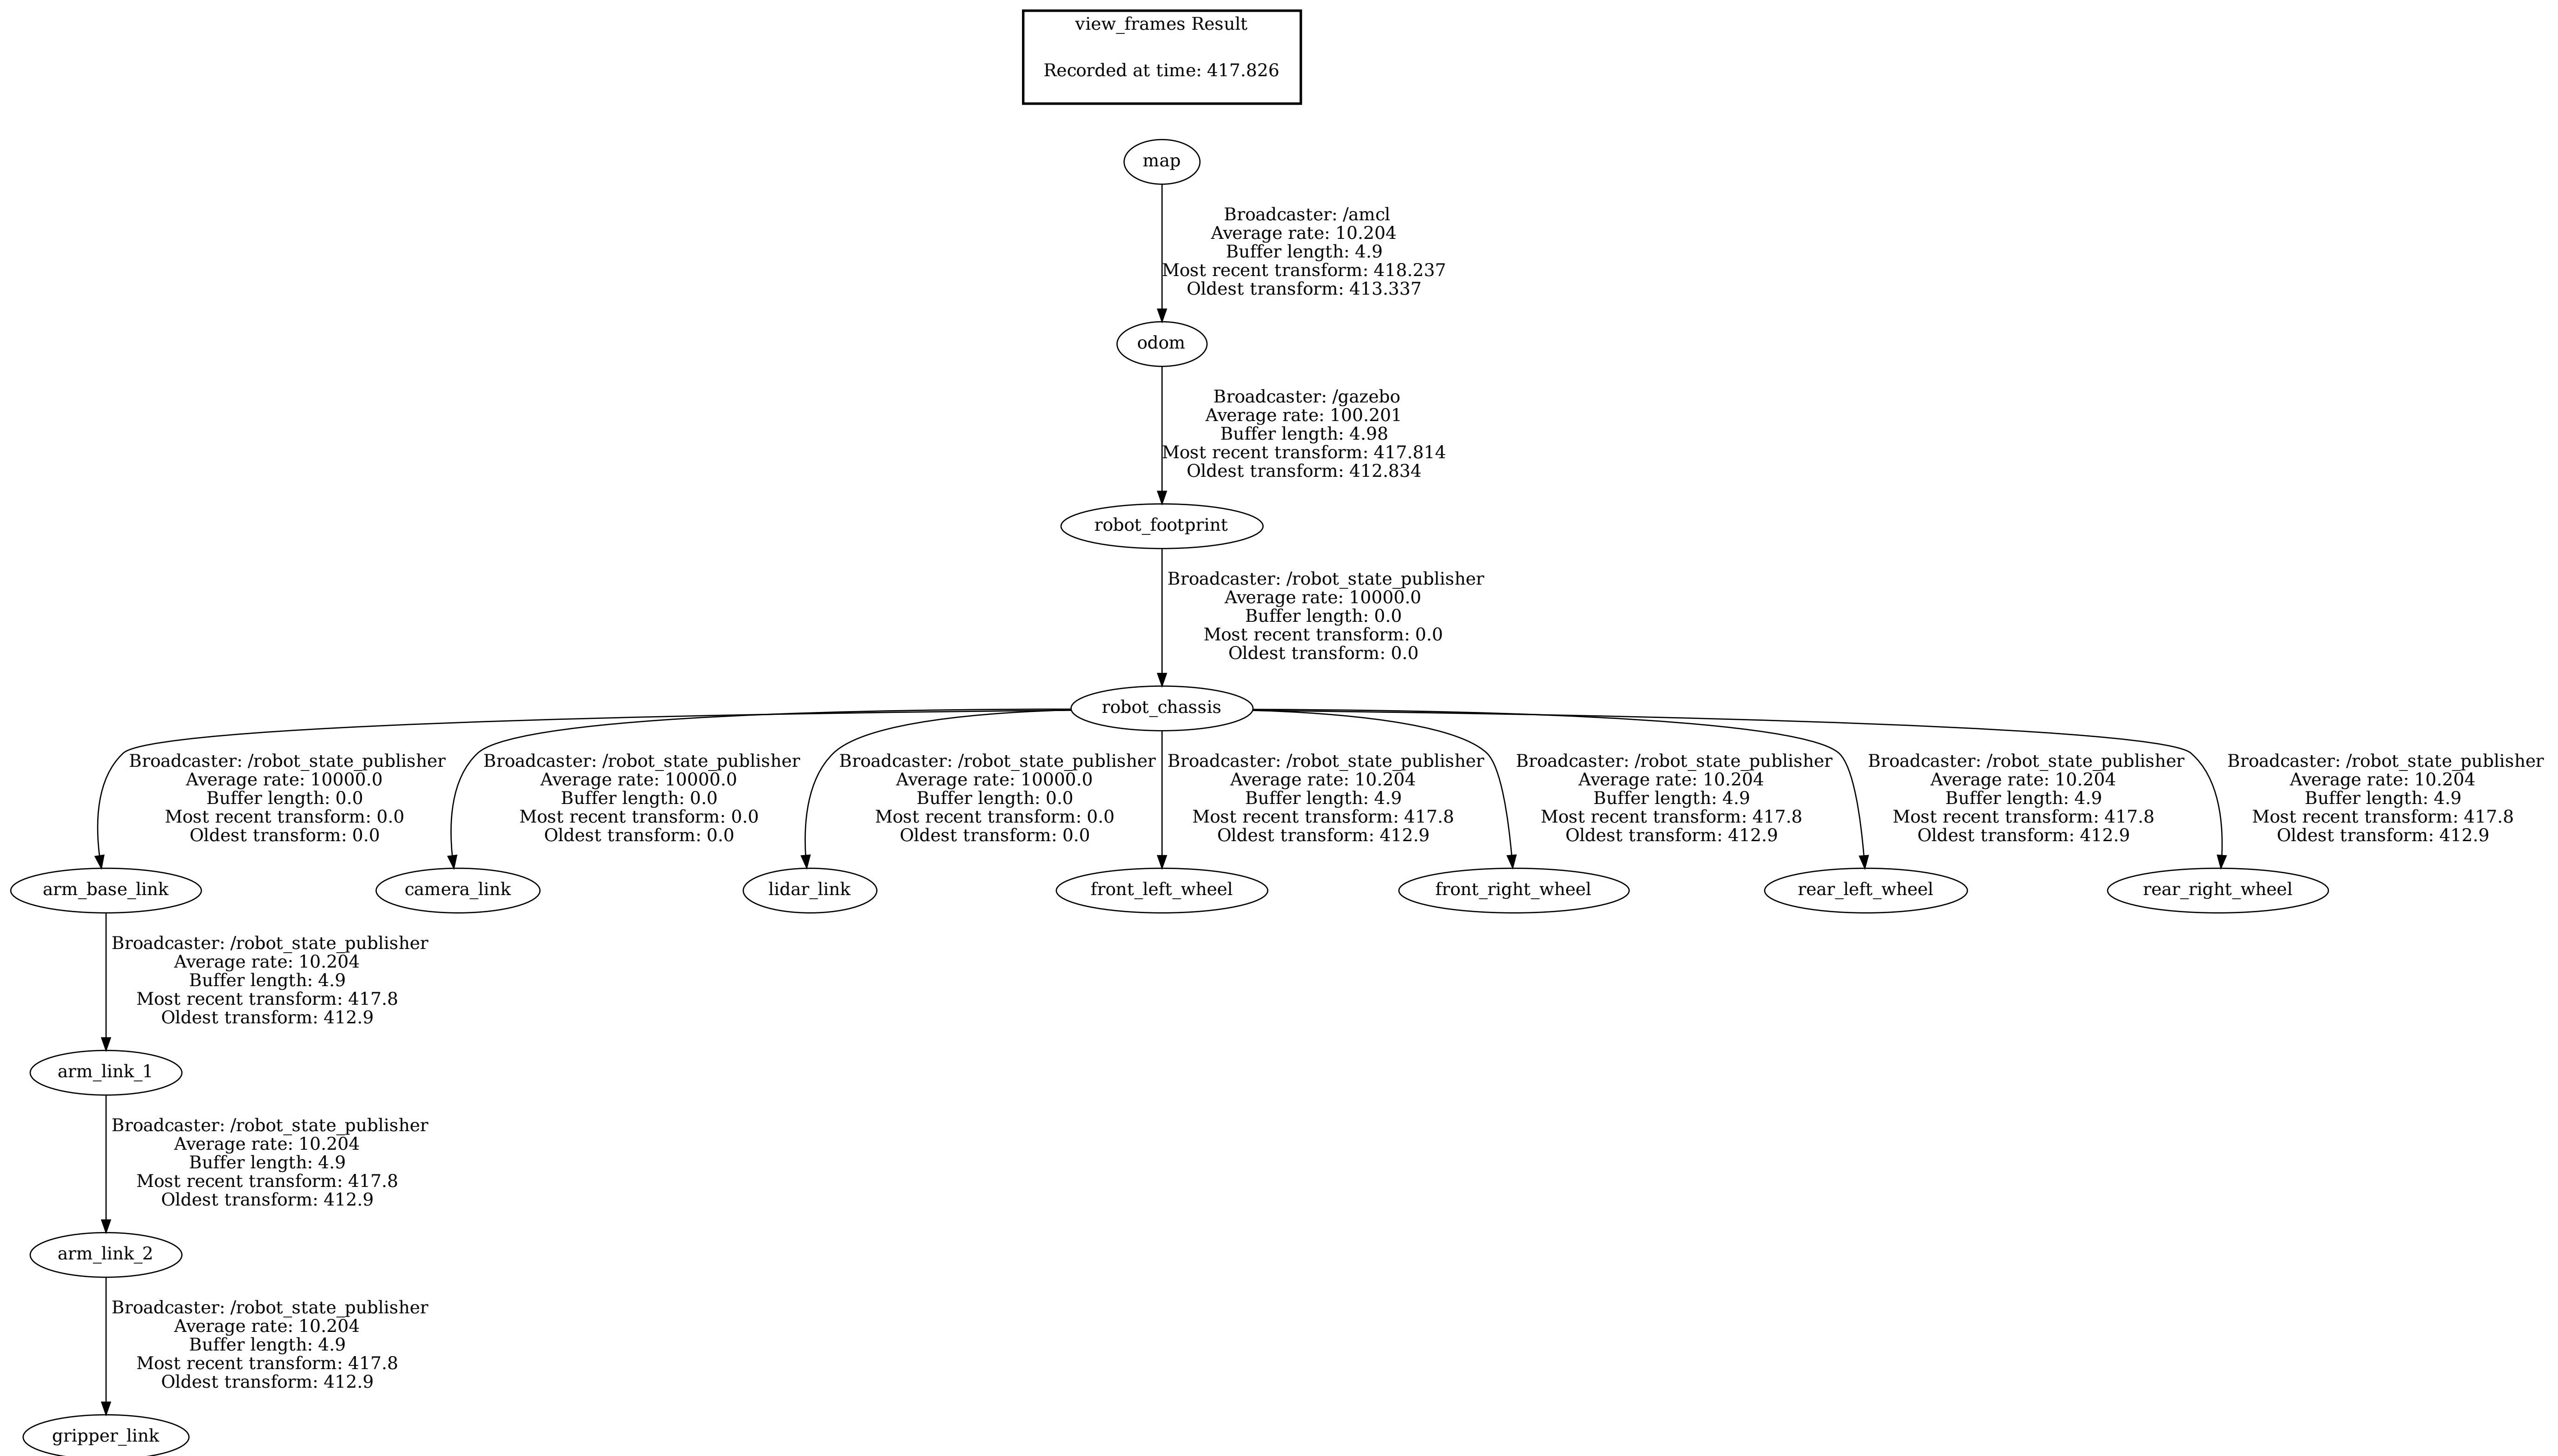 view_frames Result
Recorded at time: 417.826
map
Broadcaster: /amcl
Average rate: 10.204
Buffer length: 4.9
Most recent transform: 418.237
Oldest transform: 413.337
odom
Broadcaster: /gazebo
Average rate: 100.201
Buffer length: 4.98
Most recent transform: 417.814
Oldest transform: 412.834
robot_footprint
Broadcaster: /robot_state_publisher
Average rate: 10000.0
Buffer length: 0.0
Most recent transform: 0.0
Oldest transform: 0.0
robot_chassis
Broadcaster: /robot_state_publisher
Average rate: 10000.0
Buffer length: 0.0
Most recent transform: 0.0
Oldest transform: 0.0
Broadcaster: /robot_state_publisher
Average rate: 10000.0
Buffer length: 0.0
Most recent transform: 0.0
Oldest transform: 0.0
Broadcaster: /robot_state_publisher
Average rate: 10000.0
Buffer length: 0.0
Most recent transform: 0.0
Oldest transform: 0.0
Broadcaster: /robot_state_publisher
Average rate: 10.204
Buffer length: 4.9
Most recent transform: 417.8
Oldest transform: 412.9
Broadcaster: /robot_state_publisher
Average rate: 10.204
Buffer length: 4.9
Most recent transform: 417.8
Oldest transform: 412.9
Broadcaster: /robot_state_publisher
Average rate: 10.204
Buffer length: 4.9
Most recent transform: 417.8
Oldest transform: 412.9
Broadcaster: /robot_state_publisher
Average rate: 10.204
Buffer length: 4.9
Most recent transform: 417.8
Oldest transform: 412.9
arm_base_link
camera_link
lidar_link
front_left_wheel
front_right_wheel
rear_left_wheel
rear_right_wheel
Broadcaster: /robot_state_publisher
Average rate: 10.204
Buffer length: 4.9
Most recent transform: 417.8
Oldest transform: 412.9
arm_link_1
Broadcaster: /robot_state_publisher
Average rate: 10.204
Buffer length: 4.9
Most recent transform: 417.8
Oldest transform: 412.9
arm_link_2
Broadcaster: /robot_state_publisher
Average rate: 10.204
Buffer length: 4.9
Most recent transform: 417.8
Oldest transform: 412.9
gripper_link